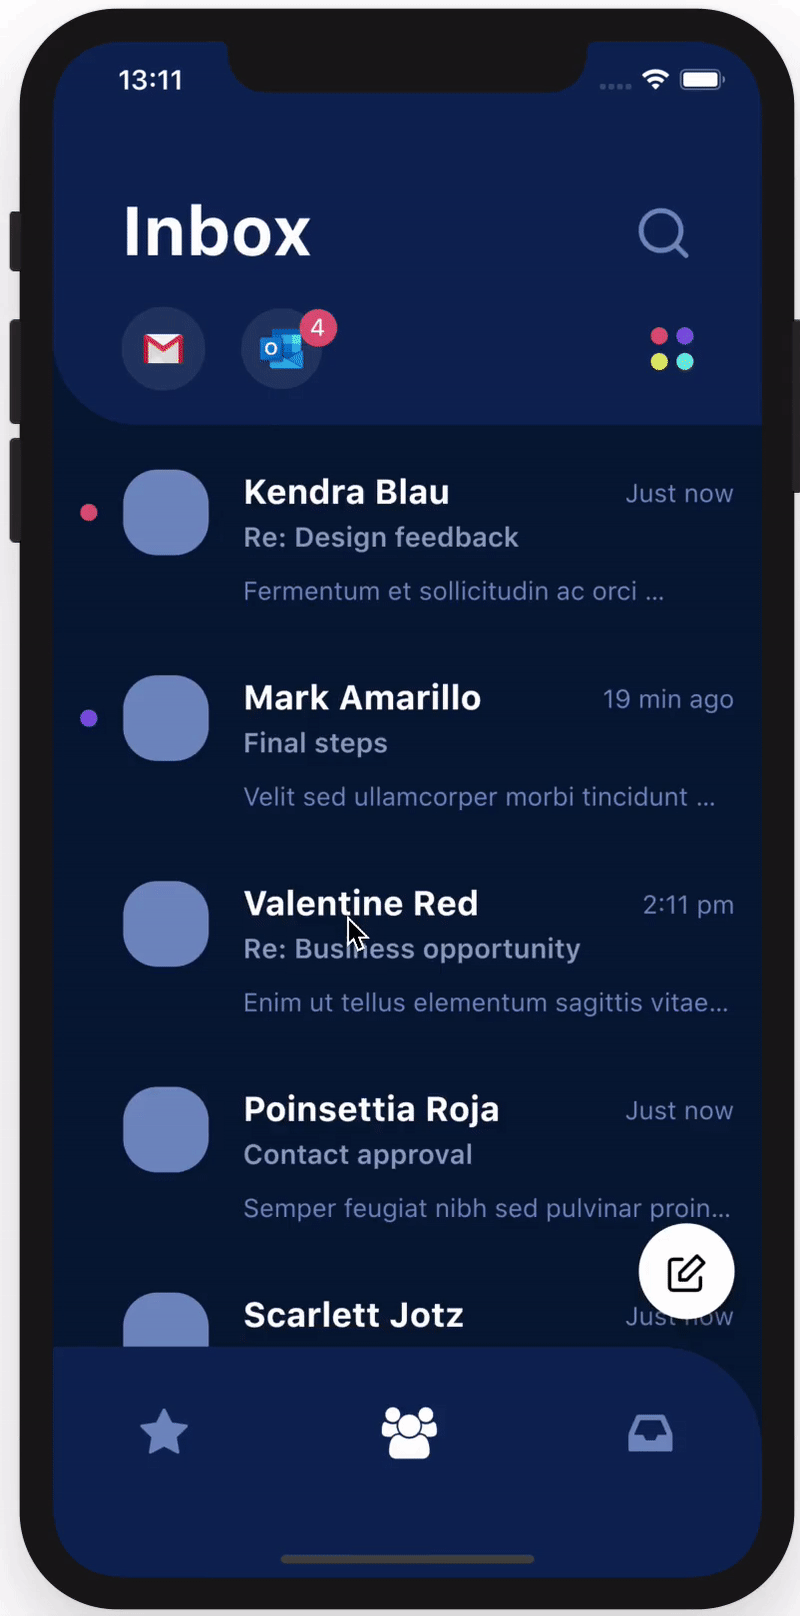 13:11
Inbox
4
Kendra Blau
Just now
Re: Design feedback
Fermentum et sollicitudin ac orci ...
Mark Amarillo
19 min ago
Final steps
Velit sed ullamcorper morbi tincidunt ...
Valentine Red
2:11 pm
Re: Business opportunity
Enim ut tellus elementum sagittis vitae...
Poinsettia Roja
Just now
Contact approval
Semper feugiat nibh sed pulvinar proin...
Scarlett Jotz
Just now